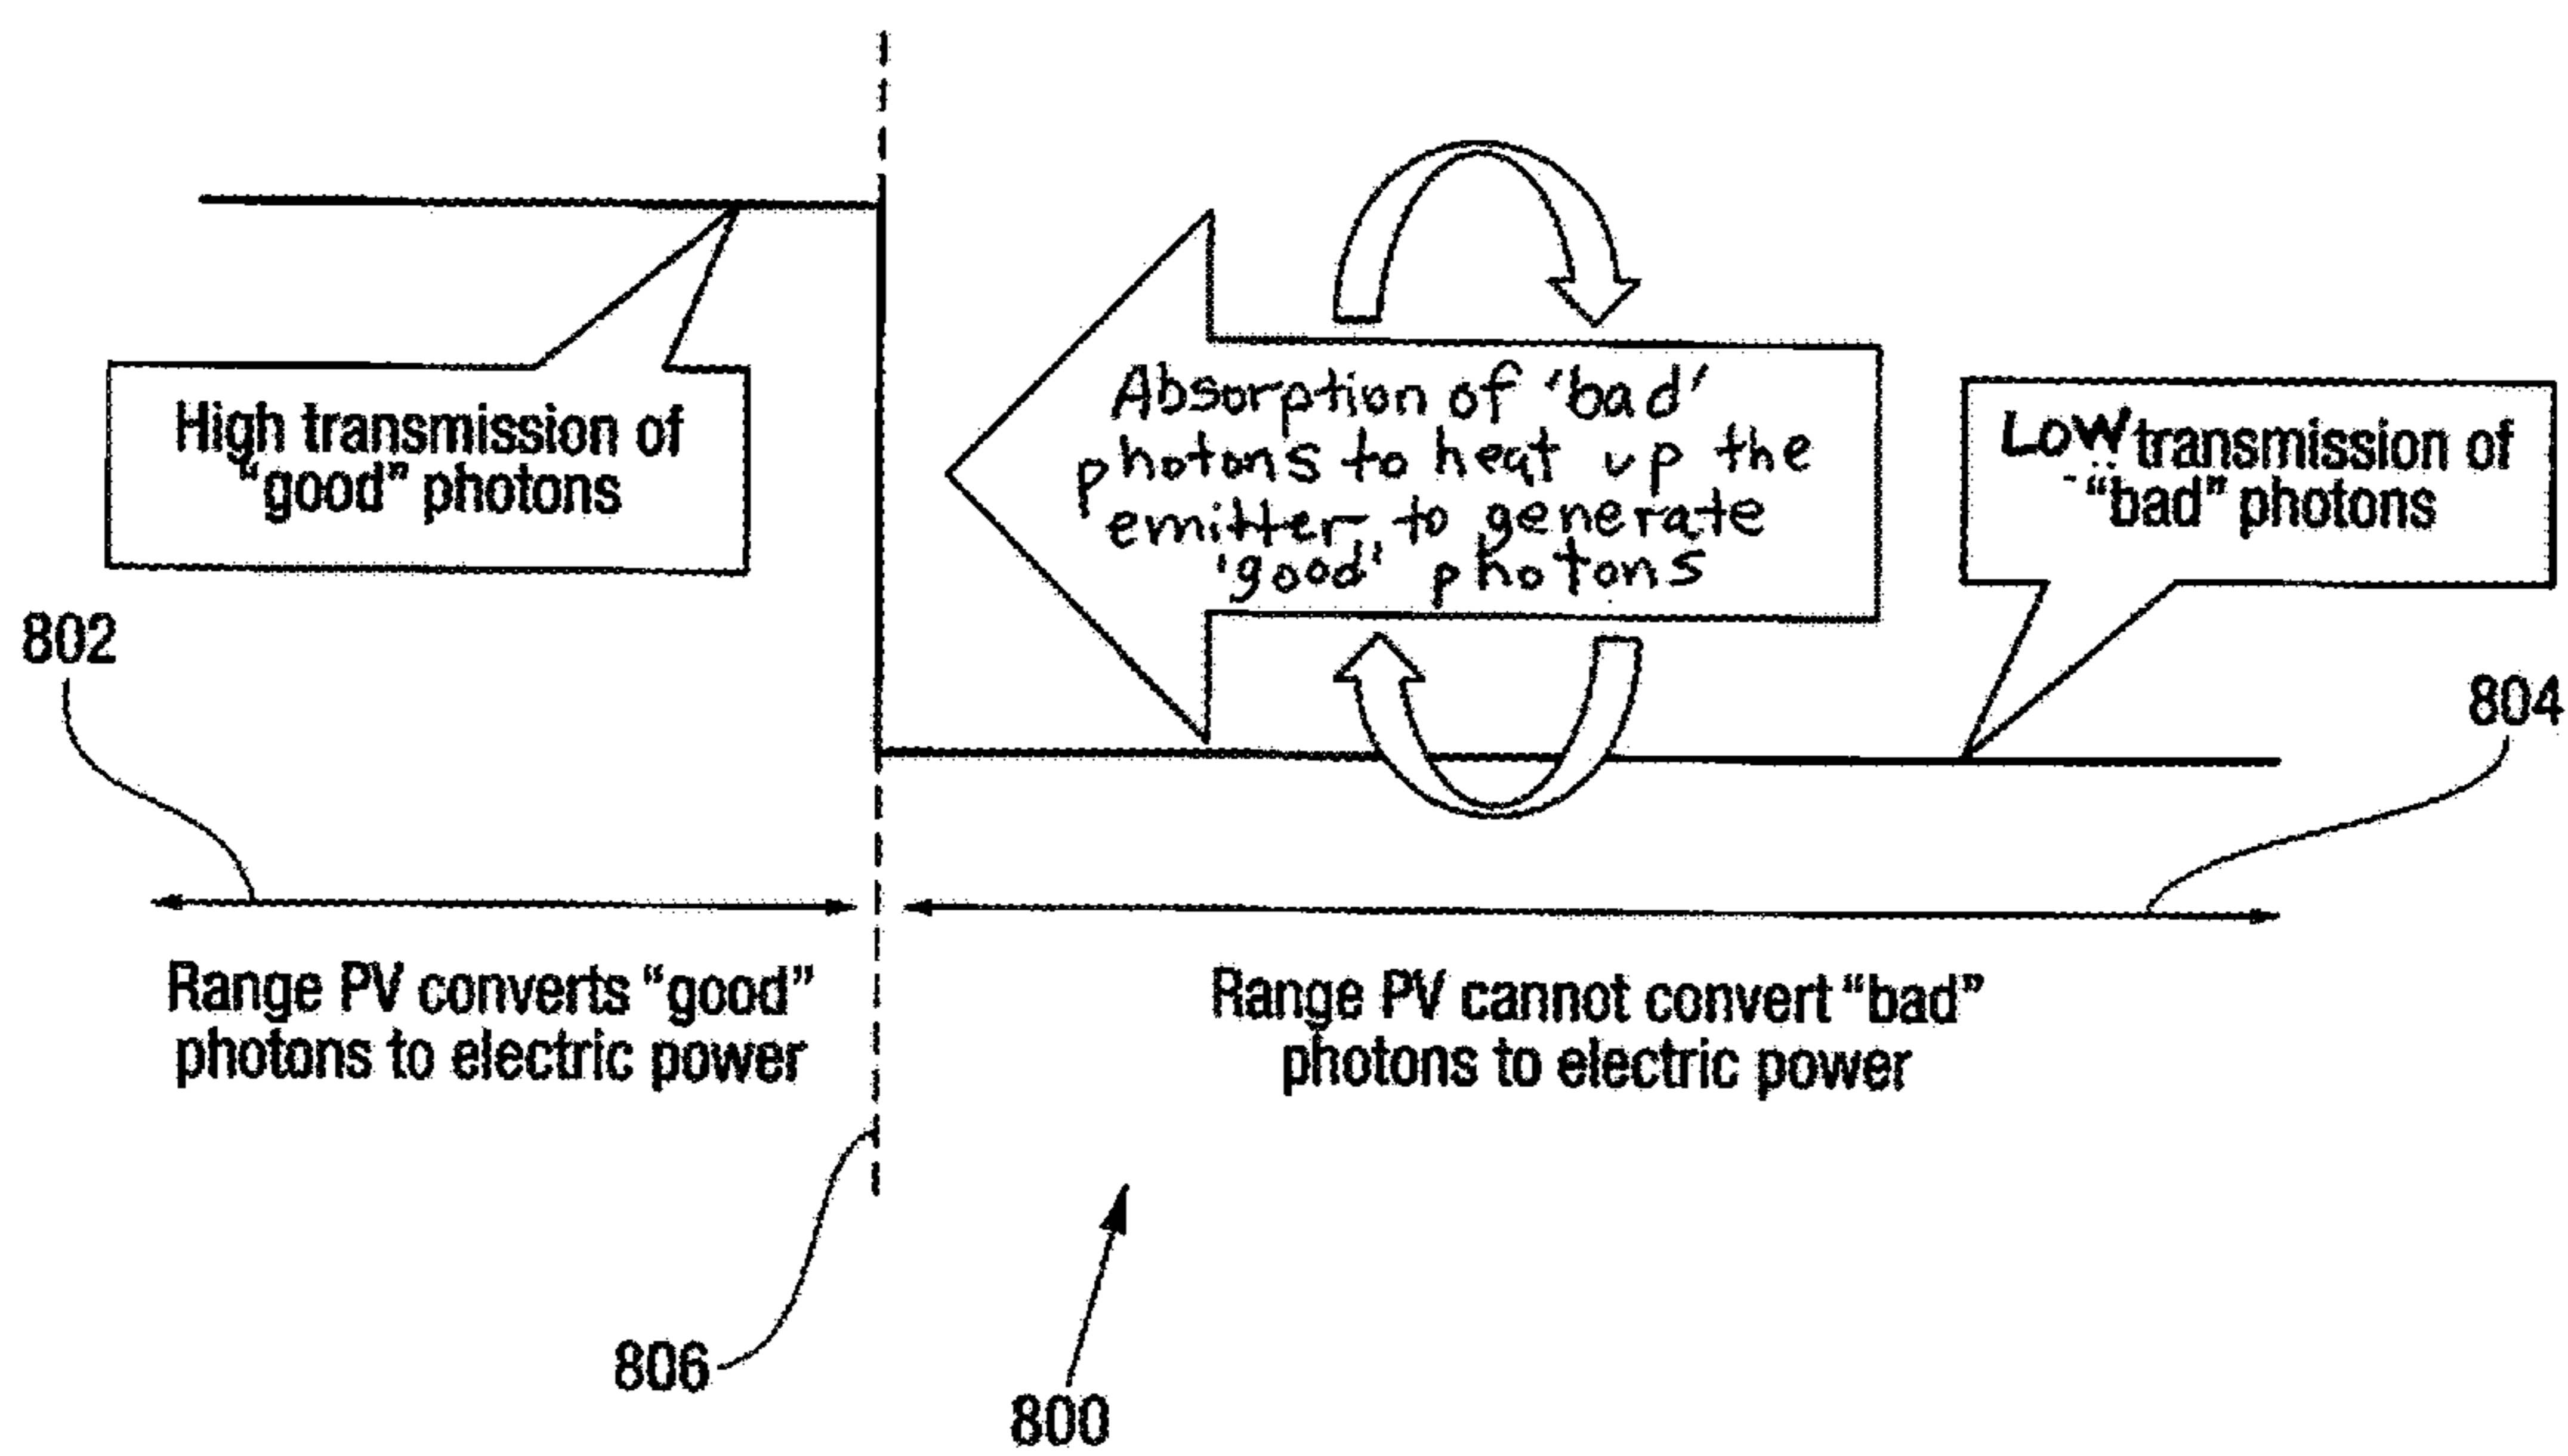 High transmission of
“good” photons
Absorption of 'bad'
photons to heat up the
emitter to generate
'good' photons
LoW transmission of
“bad” photons
802
804
Range PV converts “good”
photons to electric power
Range PV cannot convert “bad”
photons to electric power
806
800